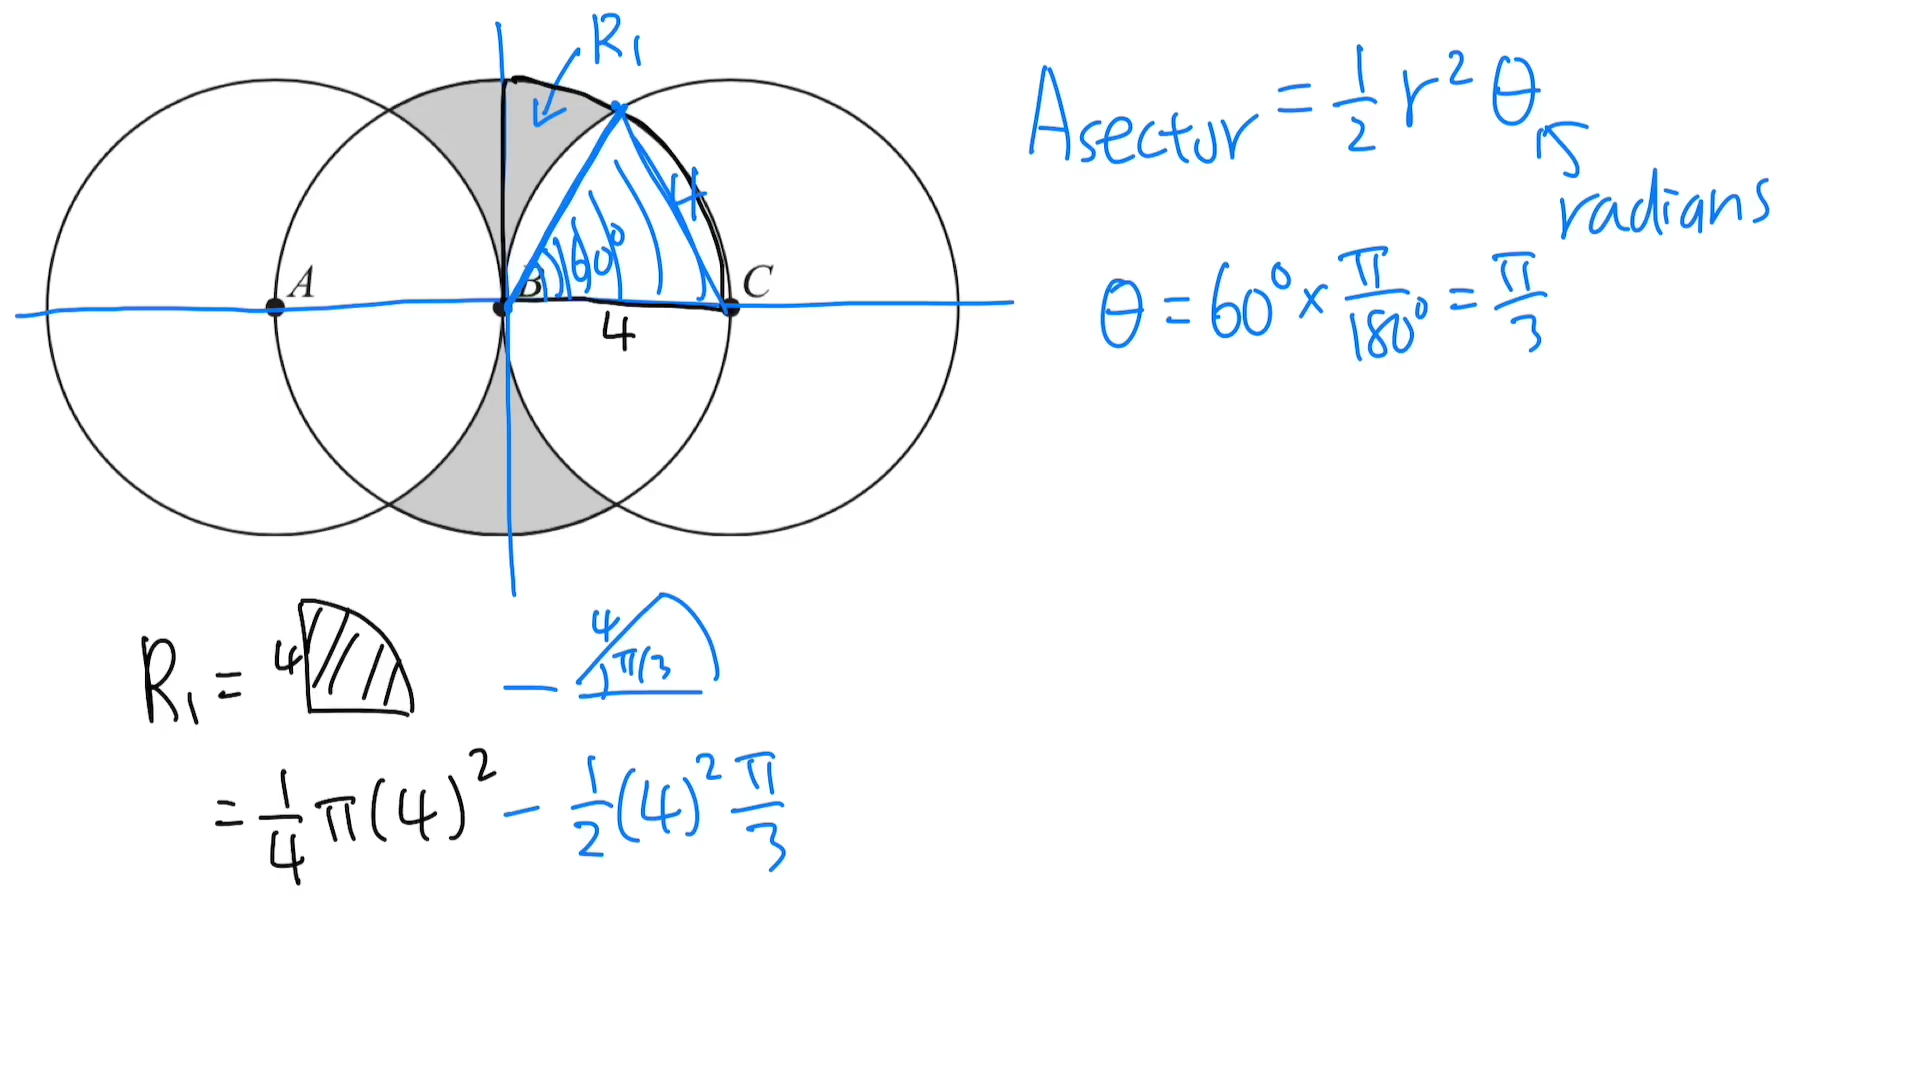 R₁
A
B
C
60°
4
4
Asector = 1/2 r² θ
radians
θ = 60° × π/180° = π/3
R₁ = 4 − 4 π/3
= 1/4 π(4)² − 1/2 (4)² π/3